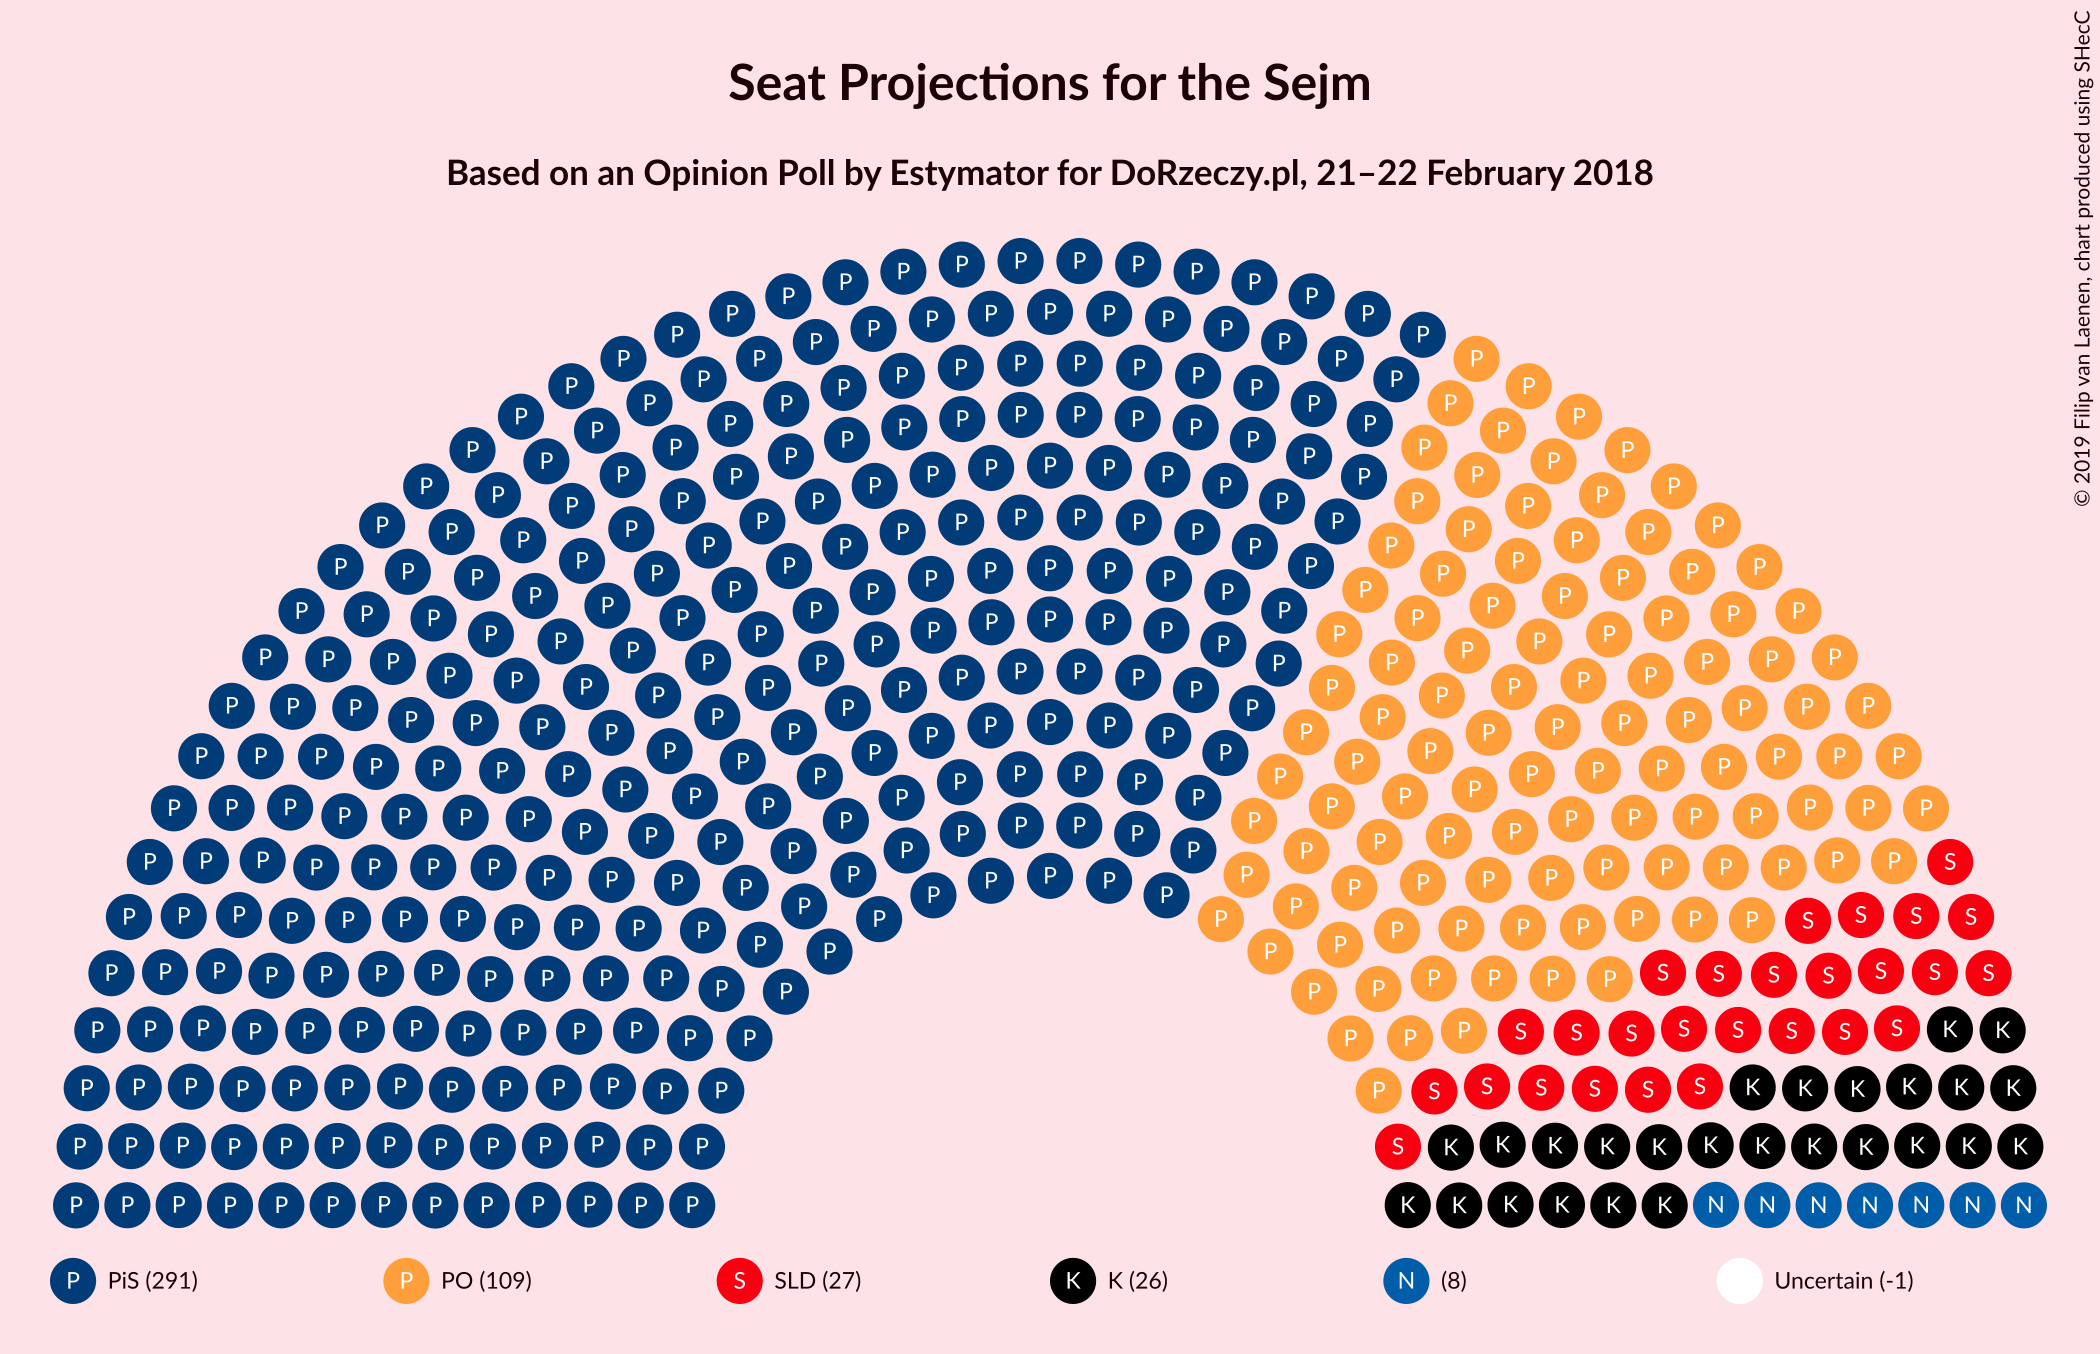 Seat Projections for the Sejm
Based on an Opinion Poll by Estymator for DoRzeczy.pl, 21–22 February 2018
© 2019 Filip van Laenen, chart produced using SHecC
P PiS (291)
P PO (109)
S SLD (27)
K K (26)
N (8)
Uncertain (-1)